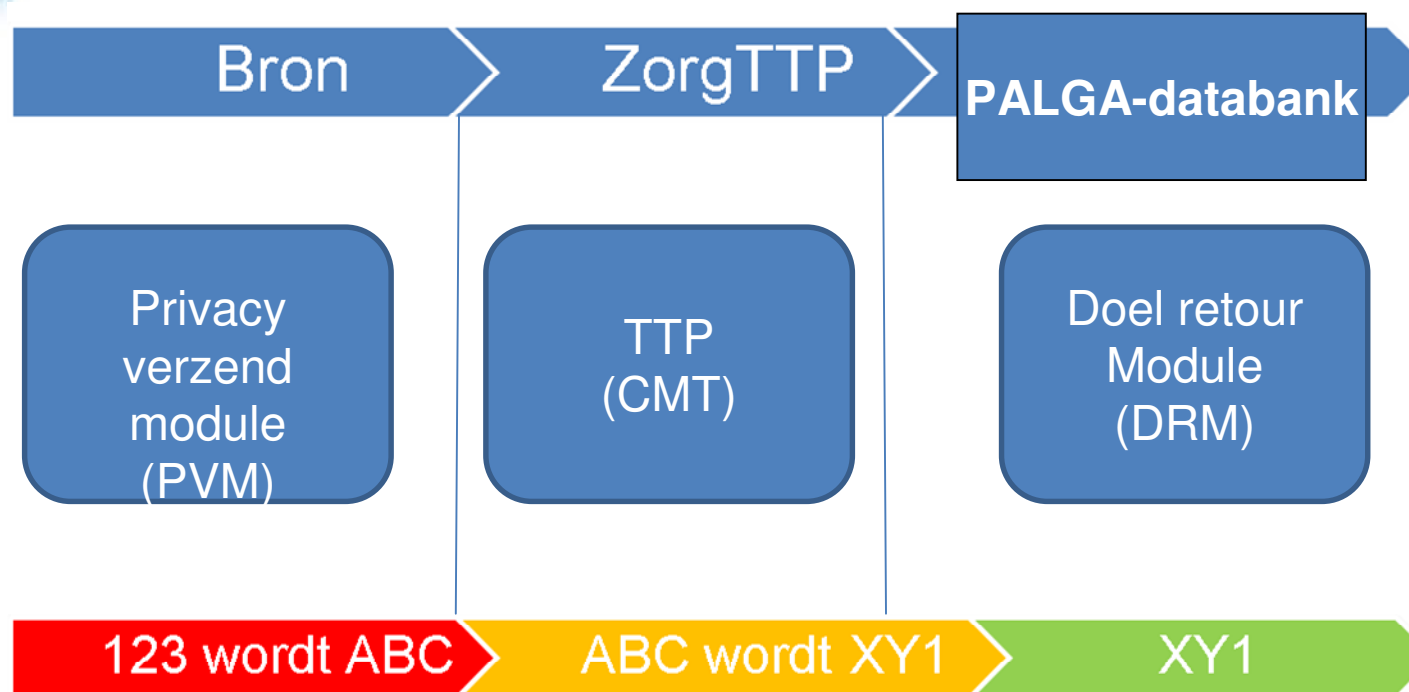 Bron
ZorgTTP
PALGA-databank
Privacy
verzend
module
(PVM)
TTP
(CMT)
Doel retour
Module
(DRM)
123 wordt ABC
ABC wordt XY1
XY1